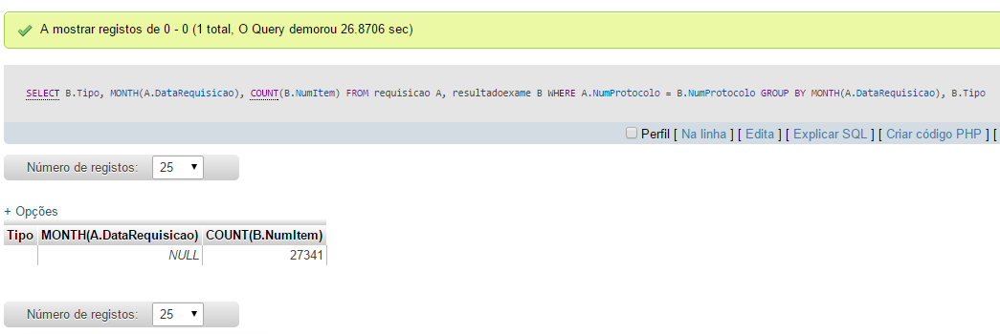 A mostrar registos de 0 - 0 (1 total, O Query demorou 26.8706 sec)
SELECT B.Tipo, MONTH(A.DataRequisicao), COUNT(B.NumItem) FROM requisicao A, resultadoexame B WHERE A.NumProtocolo = B.NumProtocolo GROUP BY MONTH(A.DataRequisicao), B.Tipo
Perfil [ Na linha ] [ Edita ] [ Explicar SQL ] [ Criar código PHP ] [
Número de registos: 25
+ Opções
Tipo MONTH(A.DataRequisicao) COUNT(B.NumItem)
NULL 27341
Número de registos: 25